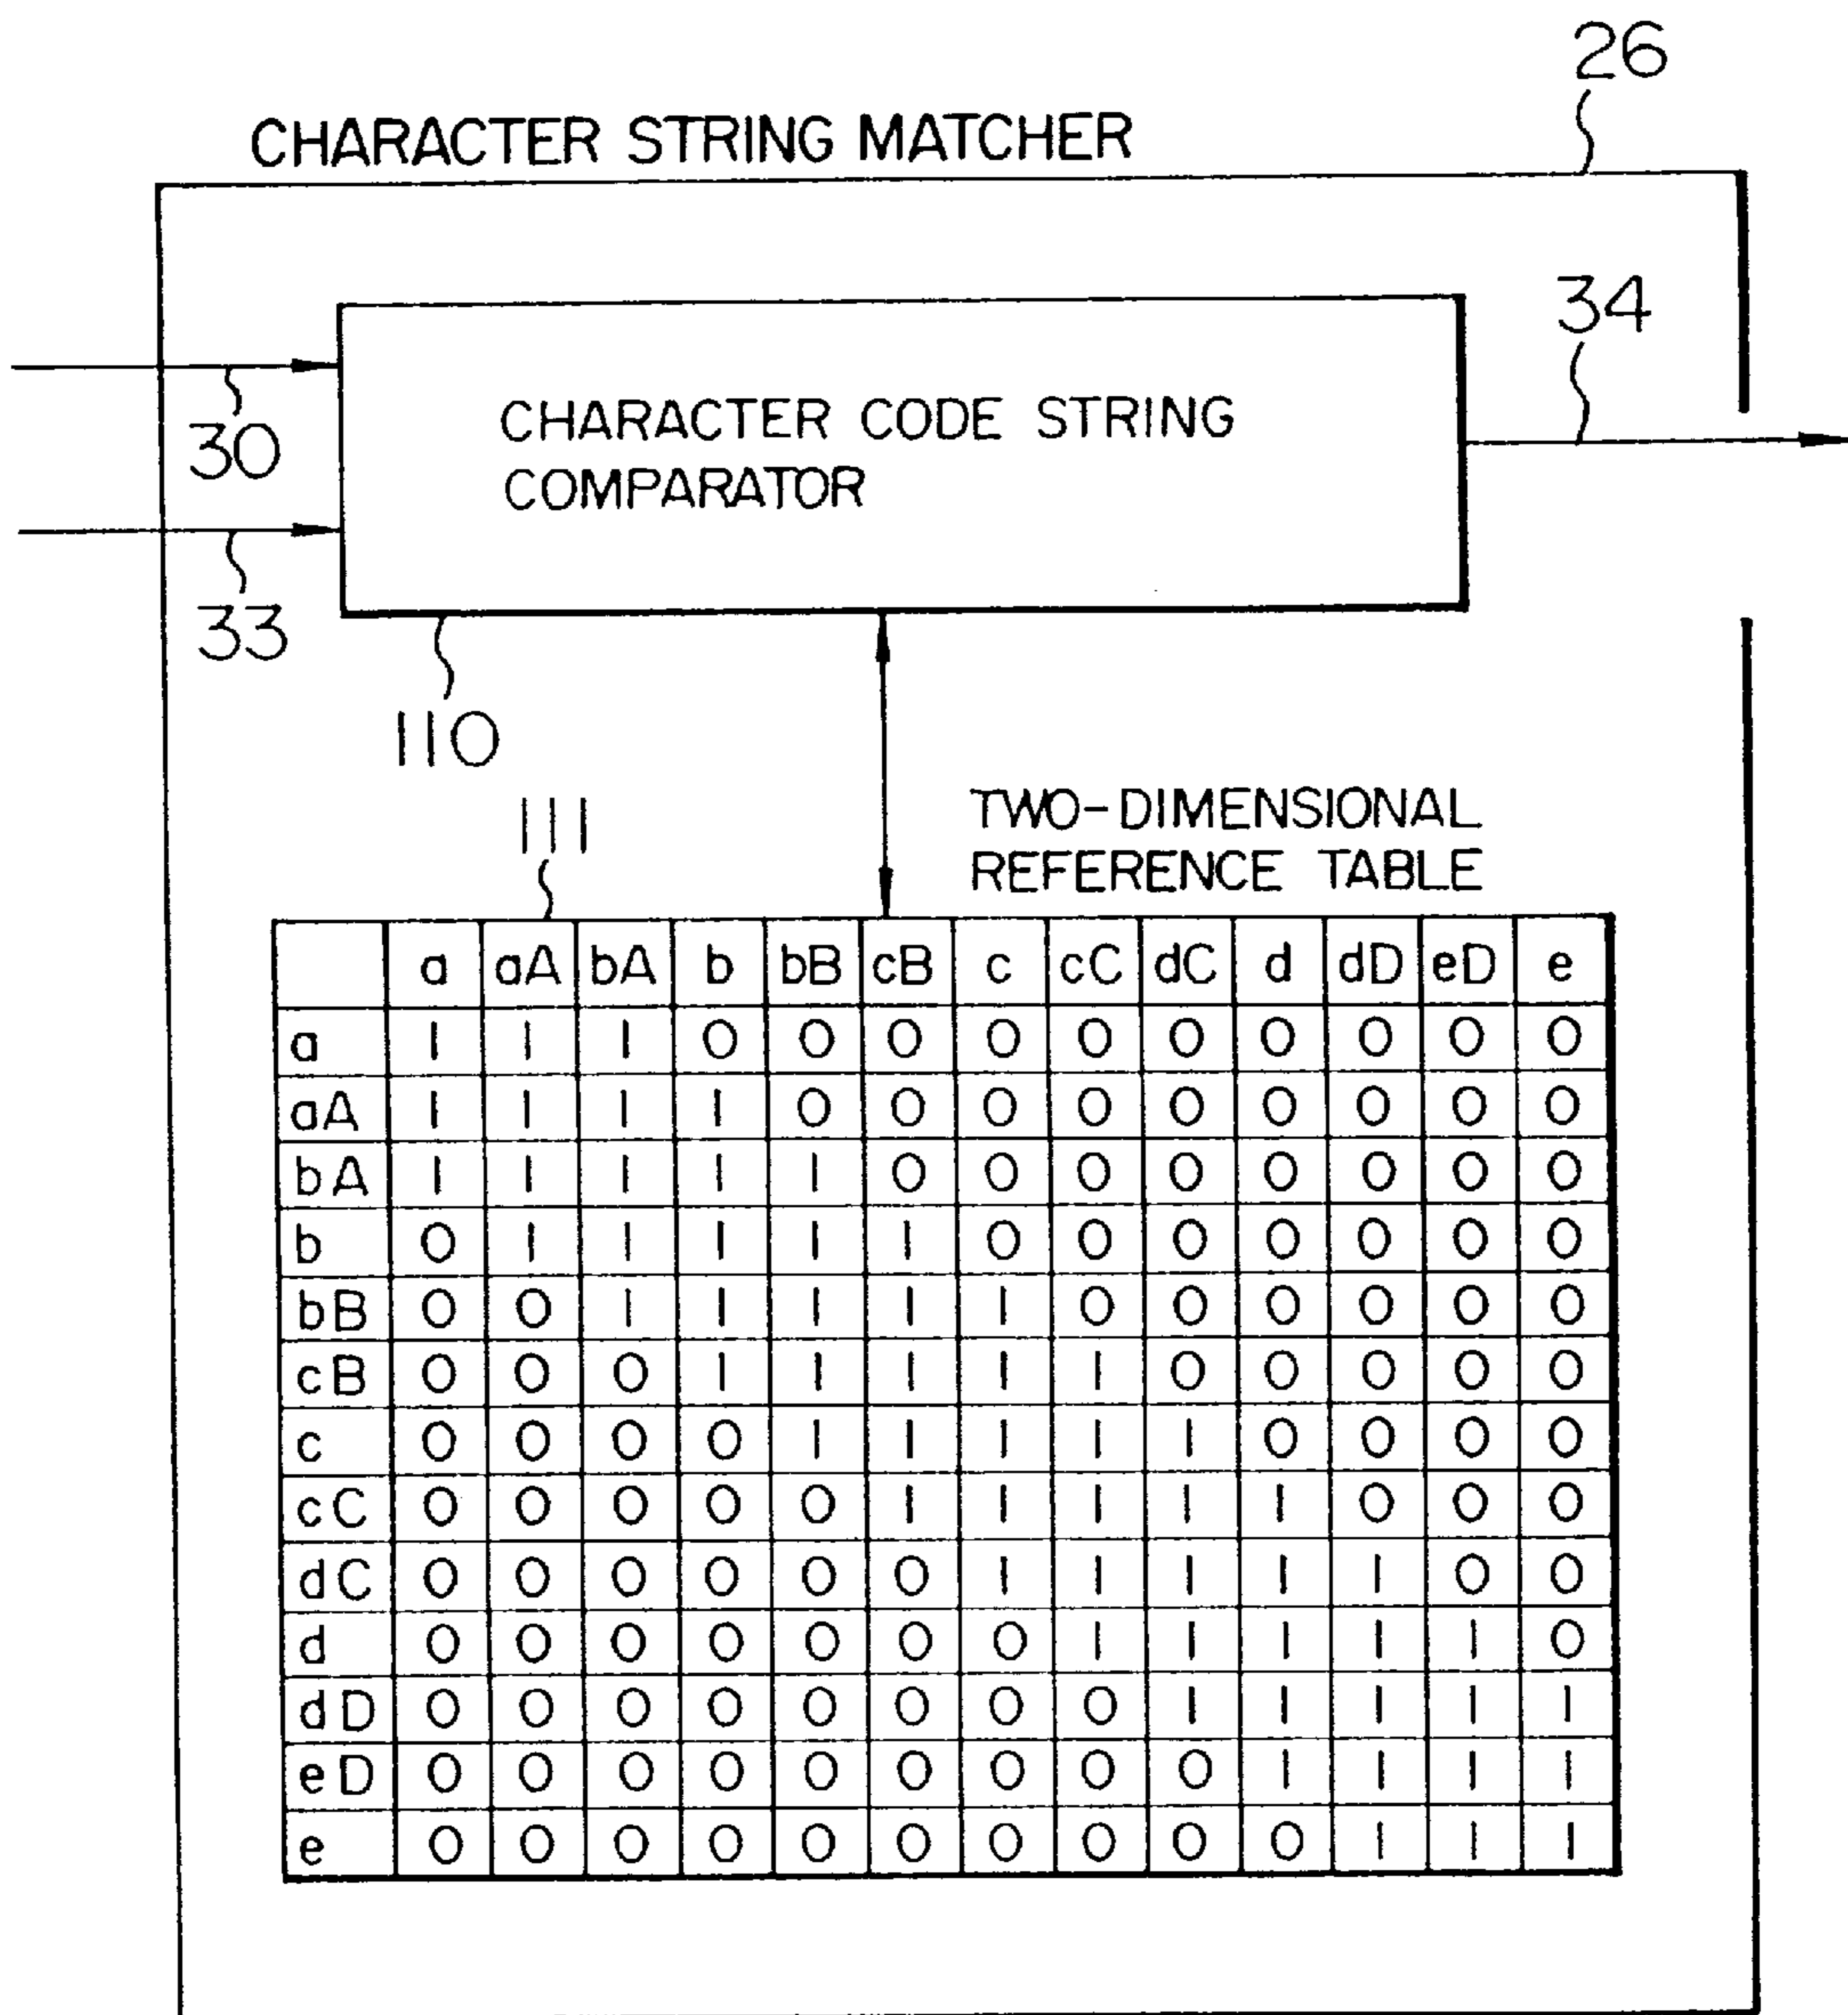 26
CHARACTER STRING MATCHER
34
CHARACTER CODE STRING
COMPARATOR
30
33
110
111
TWO-DIMENSIONAL
REFERENCE TABLE
a aA bA b bB cB c cC dC d dD eD e
a 1 1 1 0 0 0 0 0 0 0 0 0 0
aA 1 1 1 1 0 0 0 0 0 0 0 0 0
bA 1 1 1 1 1 0 0 0 0 0 0 0 0
b 0 1 1 1 1 1 0 0 0 0 0 0 0
bB 0 0 1 1 1 1 1 0 0 0 0 0 0
cB 0 0 0 1 1 1 1 1 0 0 0 0 0
c 0 0 0 0 1 1 1 1 1 0 0 0 0
cC 0 0 0 0 0 1 1 1 1 1 0 0 0
dC 0 0 0 0 0 0 1 1 1 1 1 0 0
d 0 0 0 0 0 0 0 1 1 1 1 1 0
dD 0 0 0 0 0 0 0 0 1 1 1 1 1
eD 0 0 0 0 0 0 0 0 0 1 1 1 1
e 0 0 0 0 0 0 0 0 0 0 1 1 1